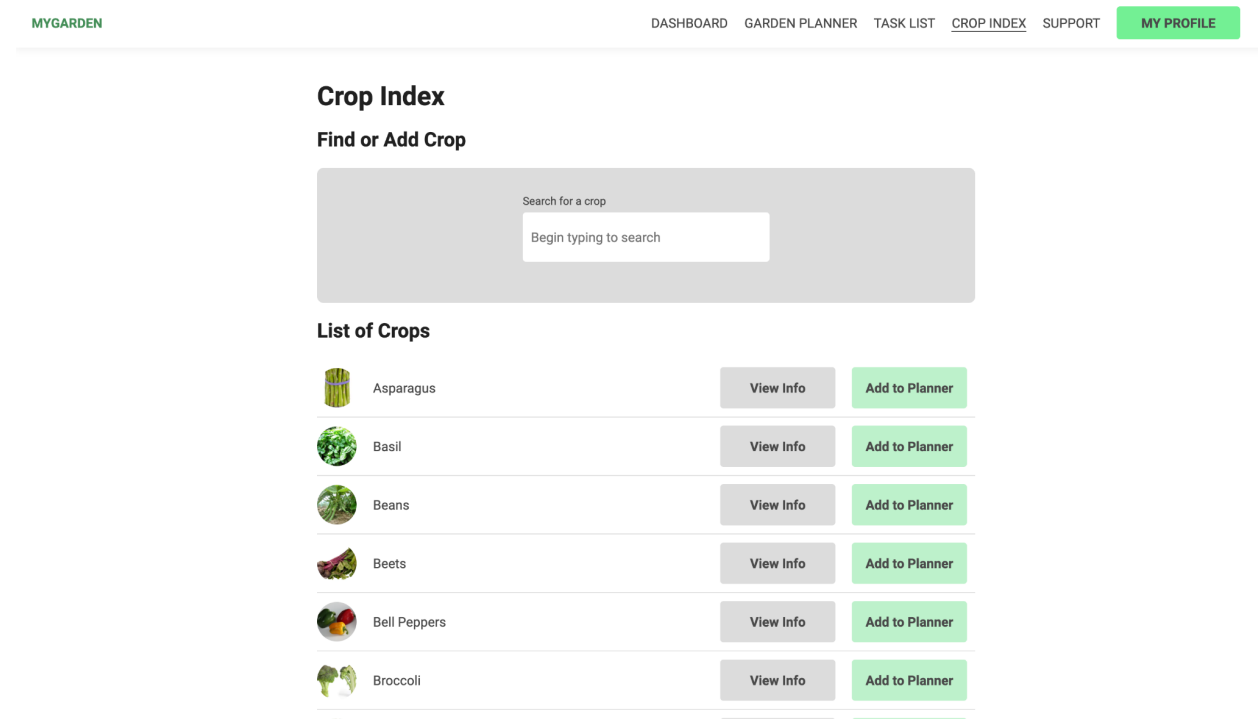 MYGARDEN
DASHBOARD GARDEN PLANNER TASK LIST CROP INDEX SUPPORT MY PROFILE
Crop Index
Find or Add Crop
Search for a crop
Begin typing to search
List of Crops
Asparagus View Info Add to Planner
Basil View Info Add to Planner
Beans View Info Add to Planner
Beets View Info Add to Planner
Bell Peppers View Info Add to Planner
Broccoli View Info Add to Planner